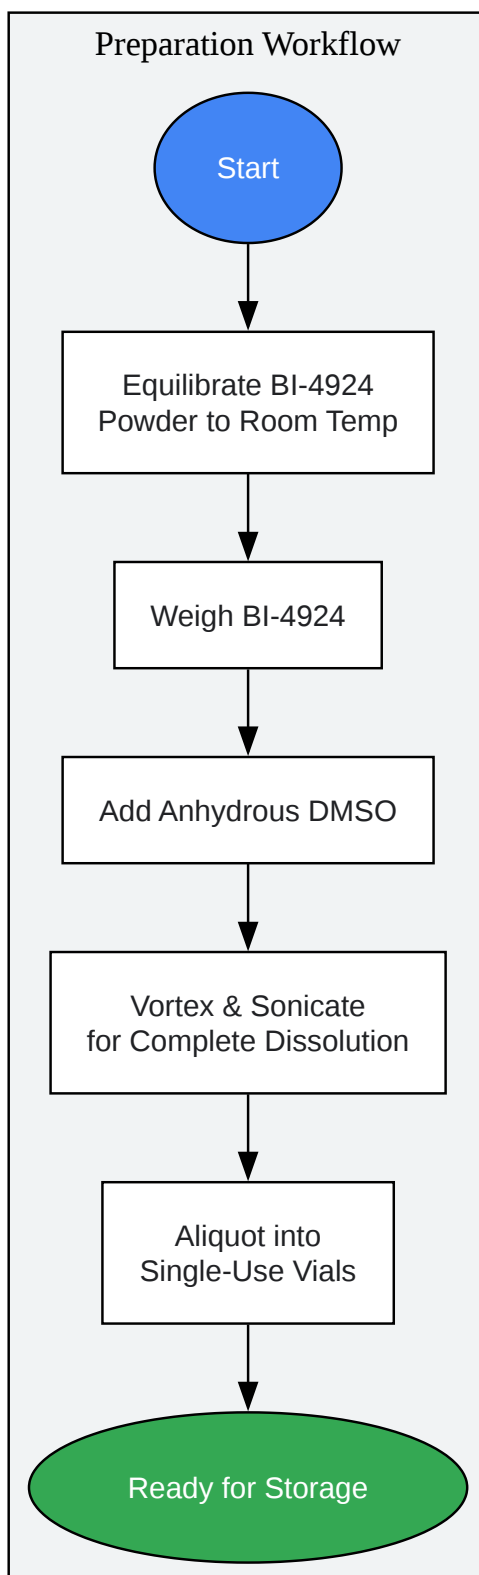 Preparation Workflow
Start
Equilibrate BI-4924
Powder to Room Temp
Weigh BI-4924
Add Anhydrous DMSO
Vortex & Sonicate
for Complete Dissolution
Aliquot into
Single-Use Vials
Ready for Storage